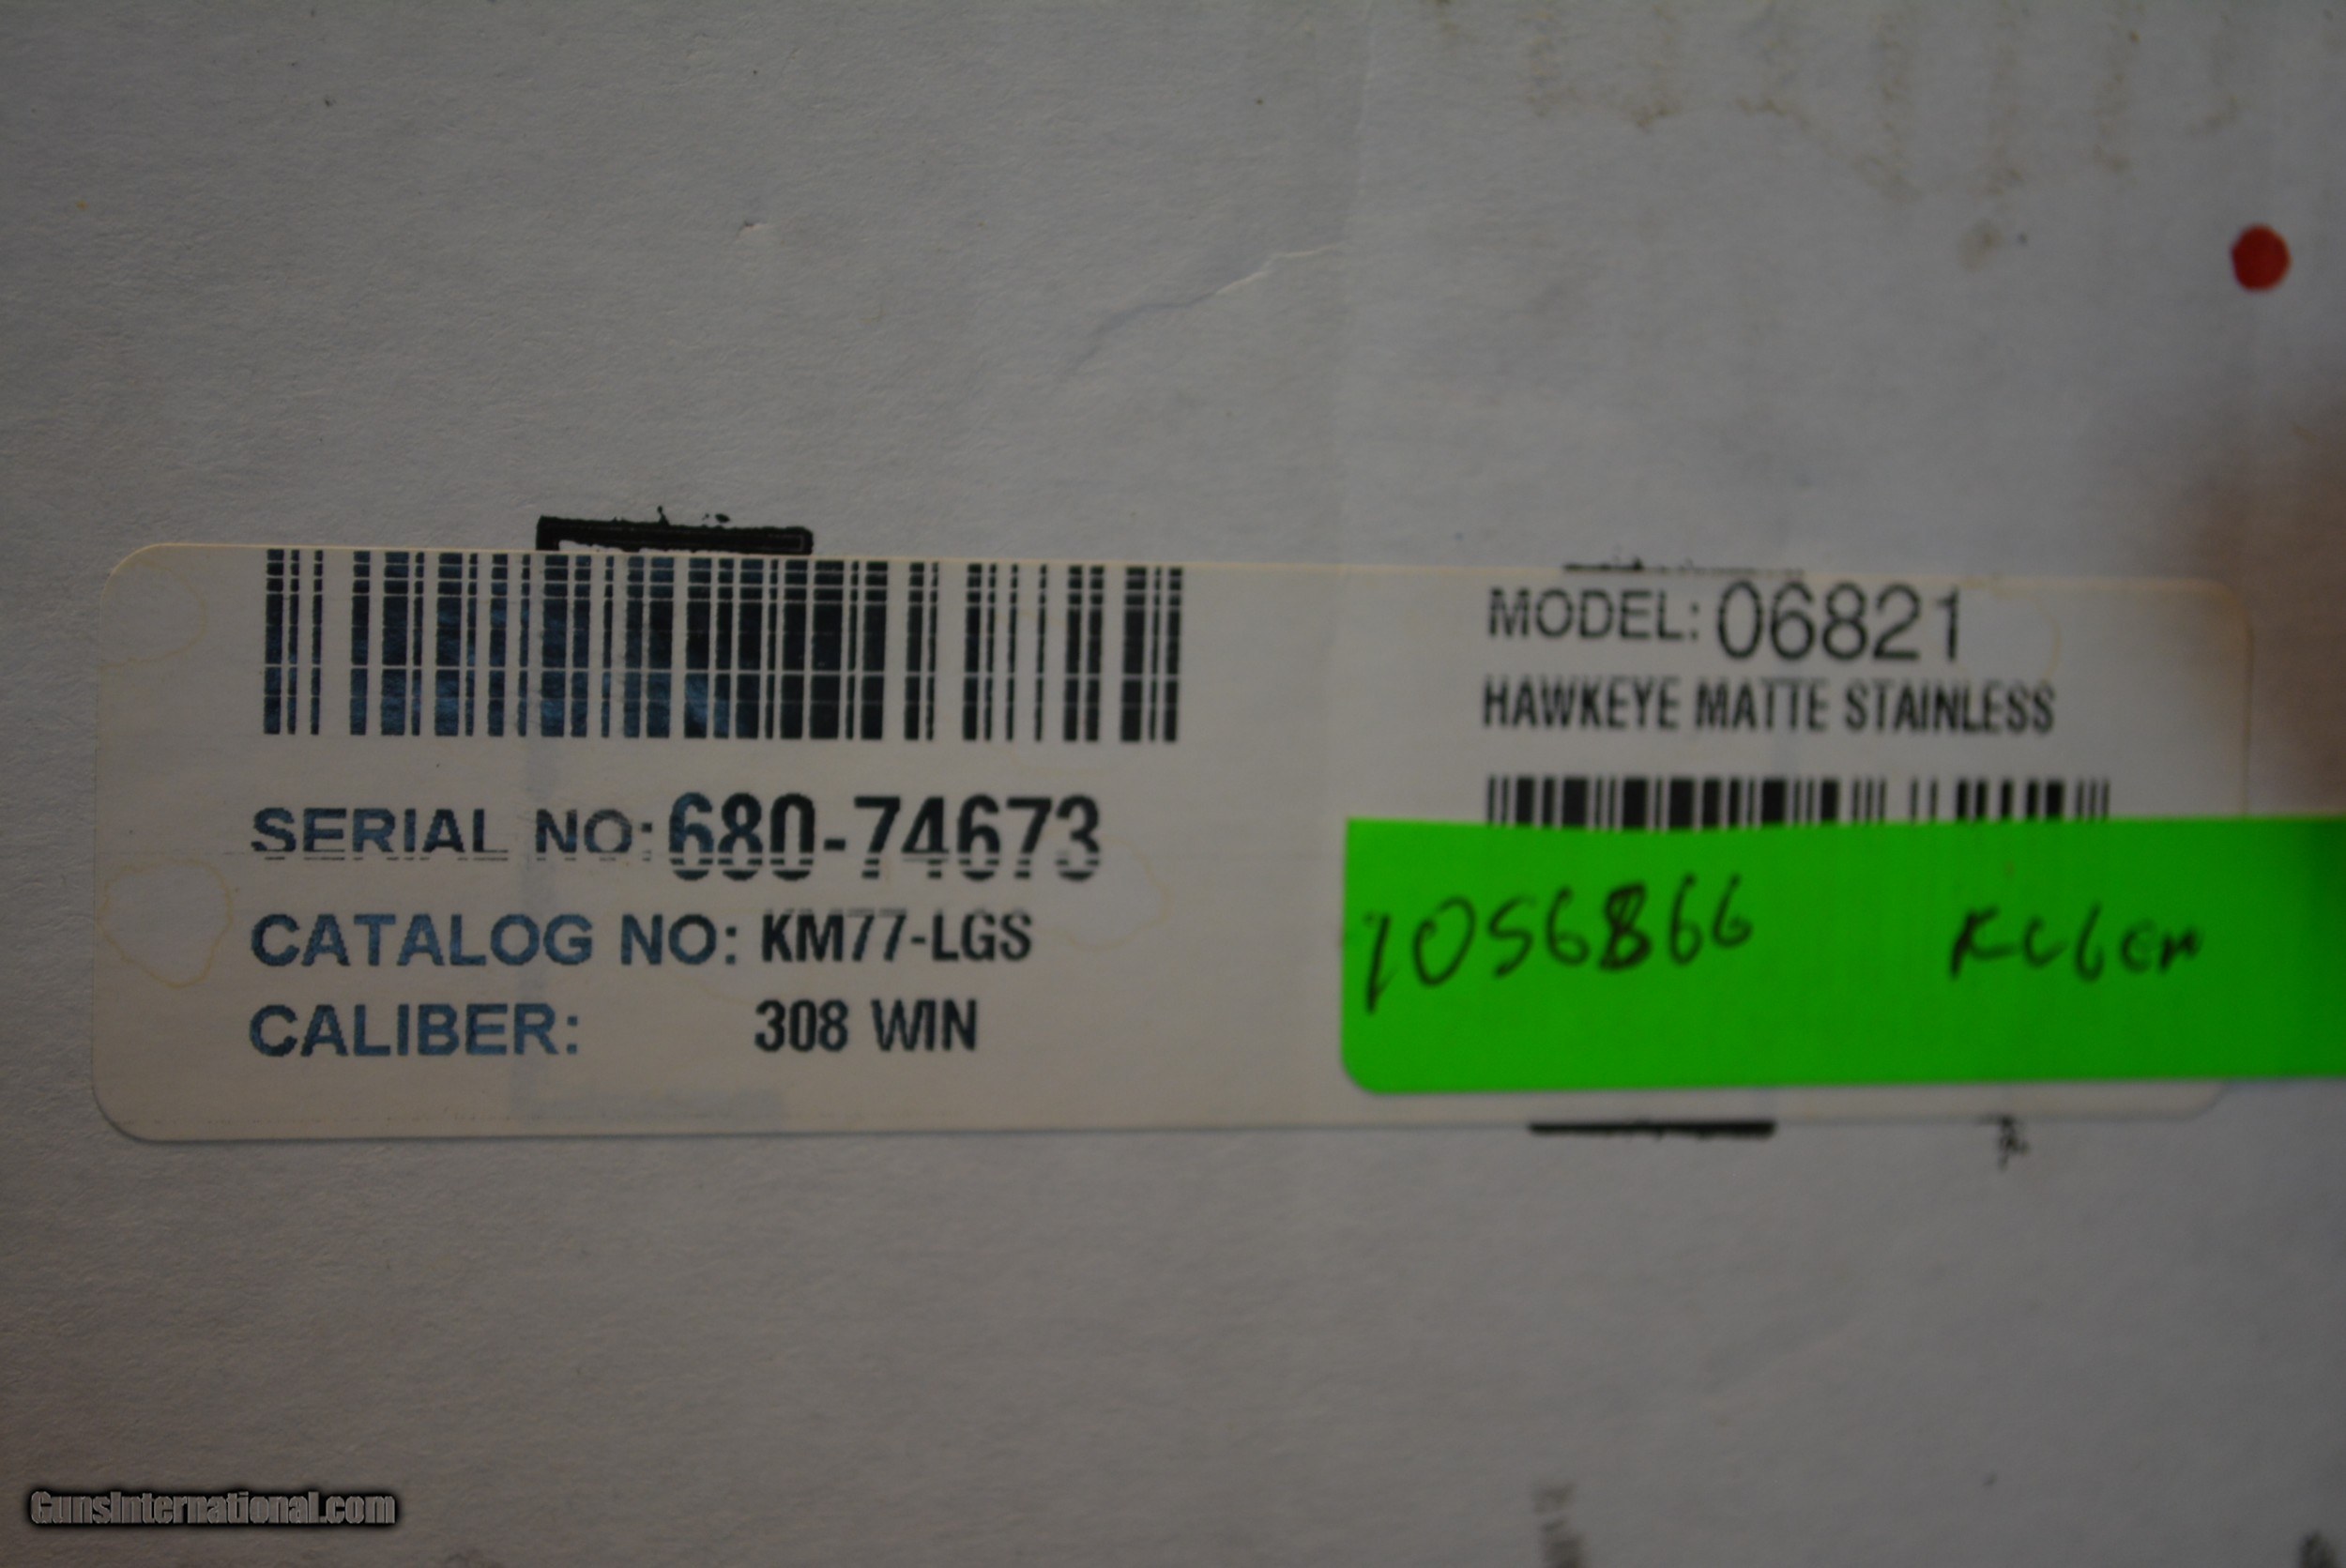 MODEL: 06821
HAWKEYE MATTE STAINLESS
SERIAL NO: 680-74673
CATALOG NO: KM77-LGS
CALIBER: 308 WIN
1056866
GunsInternational.com